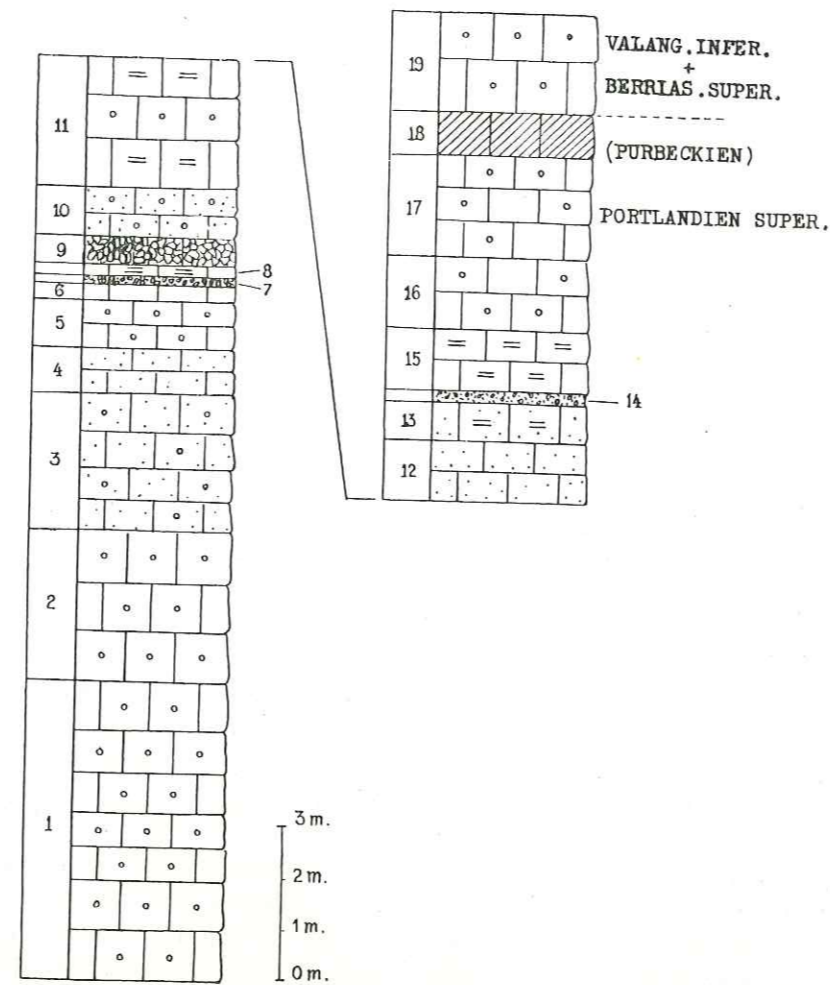 11
10
9
8
7
6
5
4
3
2
1
3 m.
2 m.
1 m.
0 m.
19
VALANG.INFER.
+
BERRIAS.SUPER.
18
(PURBECKIEN)
17
PORTLANDIEN SUPER.
16
15
14
13
12